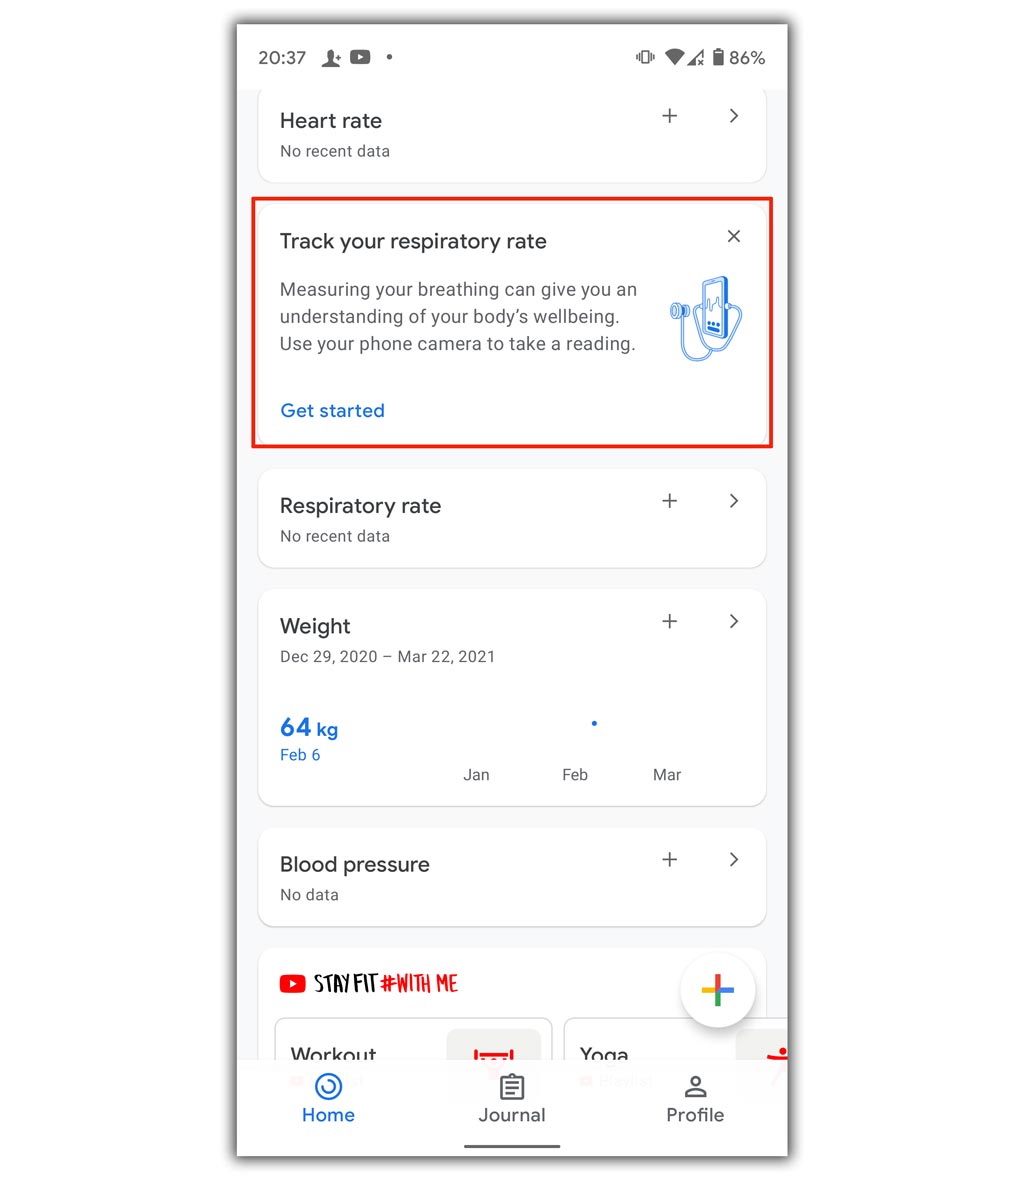 20:37
86%
Heart rate
No recent data
Track your respiratory rate
Measuring your breathing can give you an
understanding of your body’s wellbeing.
Use your phone camera to take a reading.
Get started
Respiratory rate
No recent data
Weight
Dec 29, 2020 – Mar 22, 2021
64 kg
Feb 6
Jan Feb Mar
Blood pressure
No data
STAY FIT #WITH ME
Workout Yoga
Playlist
Home Journal Profile